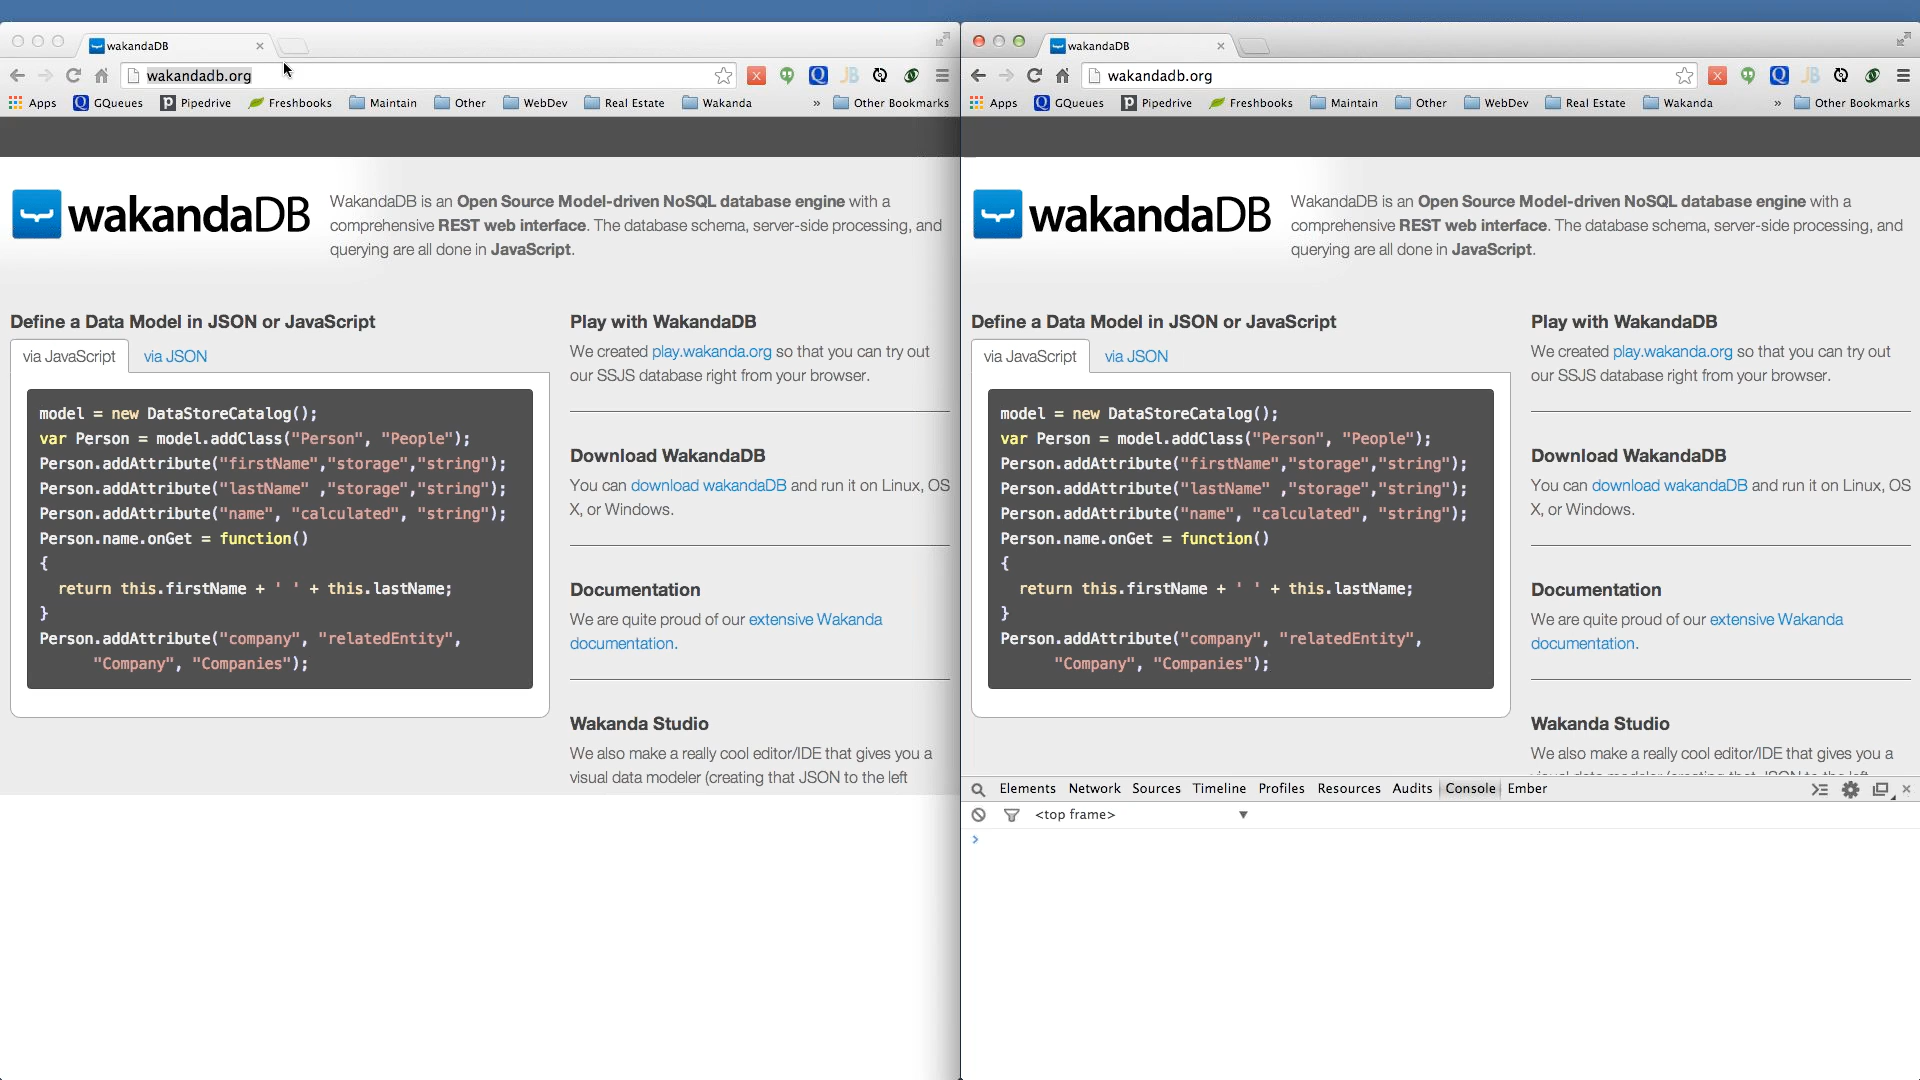 wakandaDB
wakandadb.org
Apps GQueues Pipedrive Freshbooks Maintain Other WebDev Real Estate Wakanda » Other Bookmarks
wakandaDB
WakandaDB is an Open Source Model-driven NoSQL database engine with a
comprehensive REST web interface. The database schema, server-side processing, and
querying are all done in JavaScript.
Define a Data Model in JSON or JavaScript
via JavaScript via JSON
model = new DataStoreCatalog();
var Person = model.addClass("Person", "People");
Person.addAttribute("firstName","storage","string");
Person.addAttribute("lastName" ,"storage","string");
Person.addAttribute("name", "calculated", "string");
Person.name.onGet = function()
{
return this.firstName + ' ' + this.lastName;
}
Person.addAttribute("company", "relatedEntity",
"Company", "Companies");
Play with WakandaDB
We created play.wakanda.org so that you can try out
our SSJS database right from your browser.
Download WakandaDB
You can download wakandaDB and run it on Linux, OS
X, or Windows.
Documentation
We are quite proud of our extensive Wakanda
documentation.
Wakanda Studio
We also make a really cool editor/IDE that gives you a
visual data modeler (creating that JSON to the left
wakandaDB
wakandadb.org
Apps GQueues Pipedrive Freshbooks Maintain Other WebDev Real Estate Wakanda » Other Bookmarks
wakandaDB
WakandaDB is an Open Source Model-driven NoSQL database engine with a
comprehensive REST web interface. The database schema, server-side processing, and
querying are all done in JavaScript.
Define a Data Model in JSON or JavaScript
via JavaScript via JSON
model = new DataStoreCatalog();
var Person = model.addClass("Person", "People");
Person.addAttribute("firstName","storage","string");
Person.addAttribute("lastName" ,"storage","string");
Person.addAttribute("name", "calculated", "string");
Person.name.onGet = function()
{
return this.firstName + ' ' + this.lastName;
}
Person.addAttribute("company", "relatedEntity",
"Company", "Companies");
Play with WakandaDB
We created play.wakanda.org so that you can try out
our SSJS database right from your browser.
Download WakandaDB
You can download wakandaDB and run it on Linux, OS
X, or Windows.
Documentation
We are quite proud of our extensive Wakanda
documentation.
Wakanda Studio
We also make a really cool editor/IDE that gives you a
Elements Network Sources Timeline Profiles Resources Audits Console Ember
<top frame>